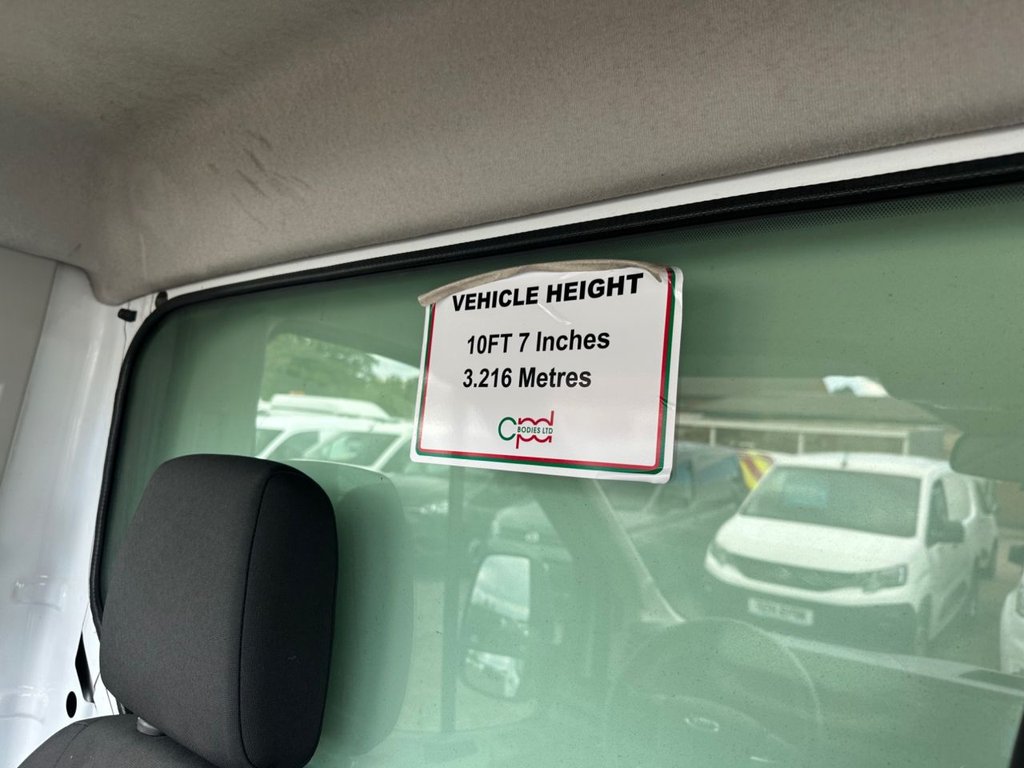 VEHICLE HEIGHT
10FT 7 Inches
3.216 Metres
cpd
BODIES LTD